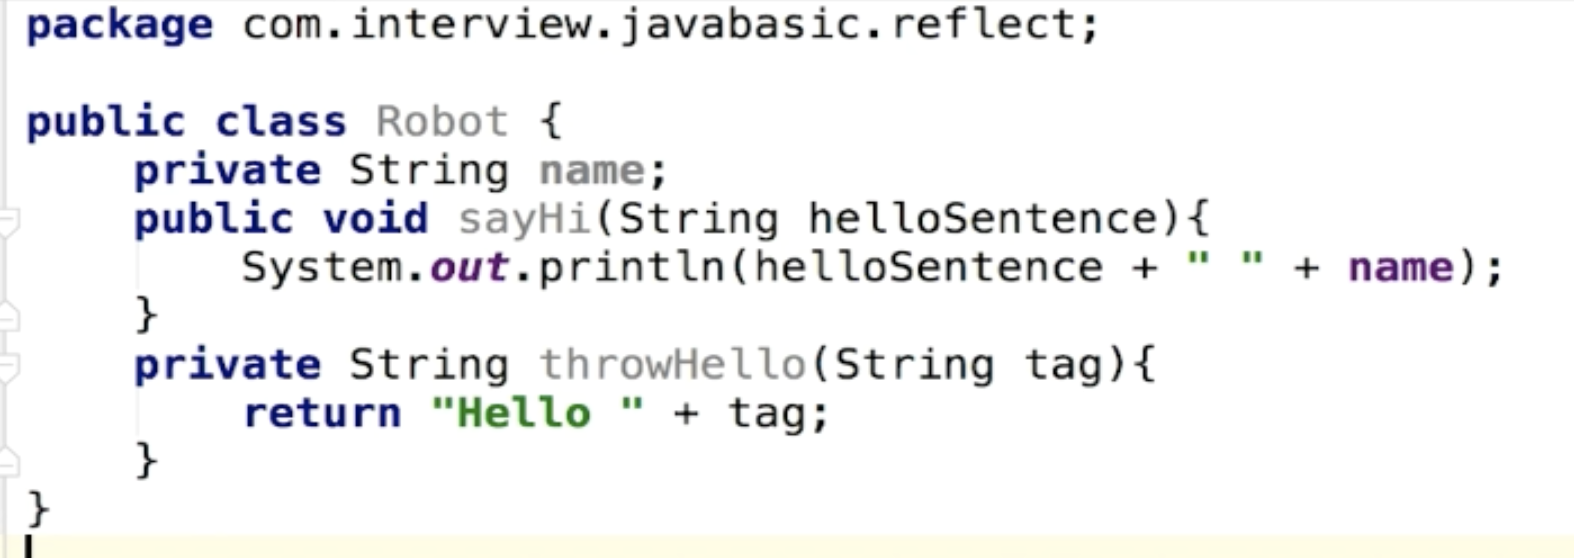 package com.interview.javabasic.reflect;
public class Robot {
private String name;
public void sayHi(String helloSentence){
System.out.println(helloSentence + " " + name);
}
private String throwHello(String tag){
return "Hello " + tag;
}
}